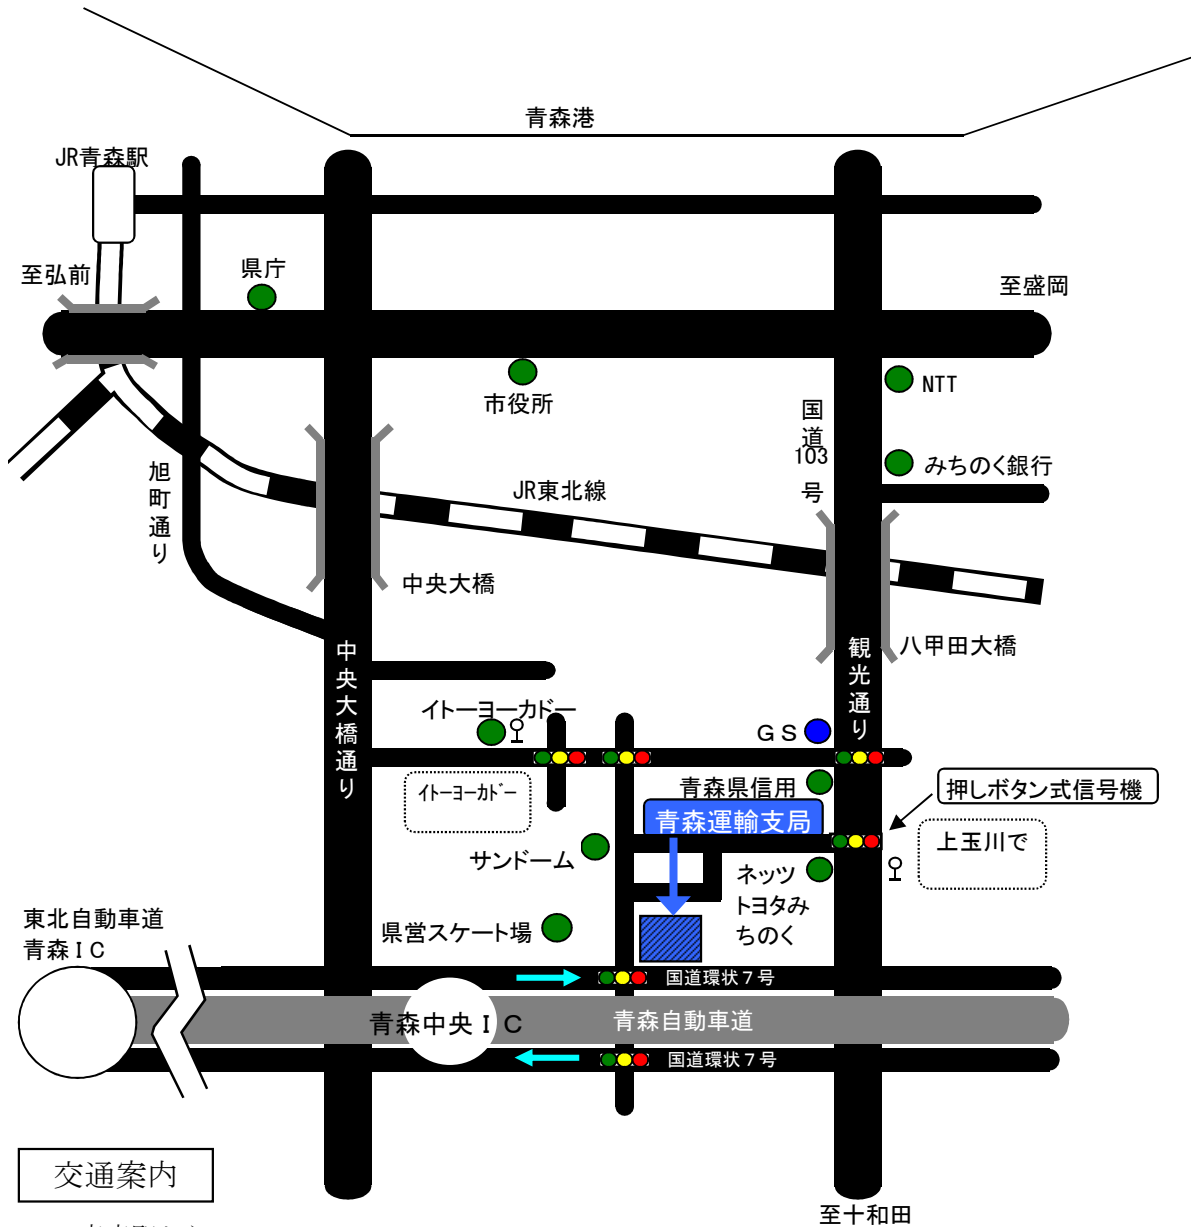 青森港
JR青森駅
県庁
至弘前
至盛岡
NTT
市役所
国道103号
みちのく銀行
旭町通り
JR東北線
中央大橋
八甲田大橋
中央大橋通り
観光通り
イトーヨーカドー
ＧＳ
青森県信用
ｲﾄｰﾖｰｶﾄﾞｰ
押しボタン式信号機
青森運輸支局
上玉川で
サンドーム
ネッツ
トヨタみ
ちのく
東北自動車道
青森ＩＣ
県営スケート場
国道環状７号
青森中央ＩＣ
青森自動車道
国道環状７号
交通案内
至十和田